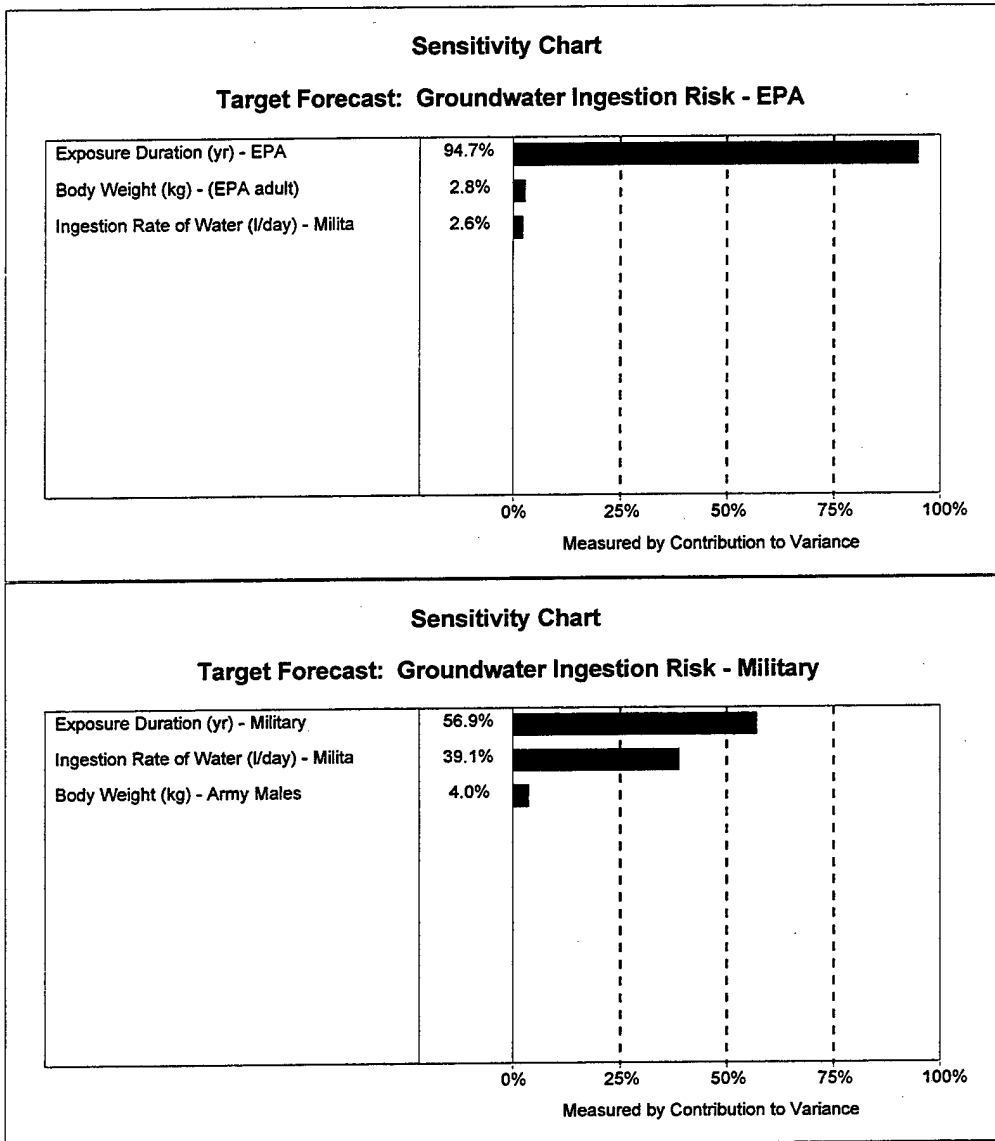 Sensitivity Chart
Target Forecast: Groundwater Ingestion Risk - EPA
Exposure Duration (yr) - EPA 94.7%
Body Weight (kg) - (EPA adult) 2.8%
Ingestion Rate of Water (l/day) - Milita 2.6%
0% 25% 50% 75% 100%
Measured by Contribution to Variance
Sensitivity Chart
Target Forecast: Groundwater Ingestion Risk - Military
Exposure Duration (yr) - Military 56.9%
Ingestion Rate of Water (l/day) - Milita 39.1%
Body Weight (kg) - Army Males 4.0%
0% 25% 50% 75% 100%
Measured by Contribution to Variance